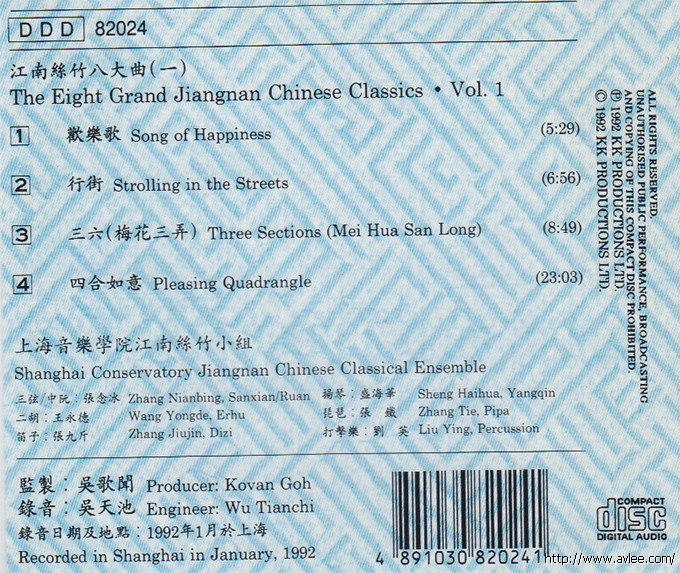 DDD 82024
江南絲竹八大曲(一)
The Eight Grand Jiangnan Chinese Classics • Vol. 1
1 歡樂歌 Song of Happiness (5:29)
2 行街 Strolling in the Streets (6:56)
3 三六(梅花三弄) Three Sections (Mei Hua San Long) (8:49)
4 四合如意 Pleasing Quadrangle (23:03)
上海音樂學院江南絲竹小組
Shanghai Conservatory Jiangnan Chinese Classical Ensemble
三弦/中阮：張念冰 Zhang Nianbing, Sanxian/Ruan 揚琴：盛海華 Sheng Haihua, Yangqin
二胡：王永德 Wang Yongde, Erhu 琵琶：張 鐵 Zhang Tie, Pipa
笛子：張九斤 Zhang Jiujin, Dizi 打擊樂：劉 英 Liu Ying, Percussion
監製：吳歌聞 Producer: Kovan Goh
錄音：吳天池 Engineer: Wu Tianchi
錄音日期及地點：1992年1月於上海
Recorded in Shanghai in January, 1992
4 891030 820241
ALL RIGHTS RESERVED.
UNAUTHORISED PUBLIC PERFORMANCE, BROADCASTING
AND COPYING OF THIS COMPACT DISC PROHIBITED.
℗ 1992 KK PRODUCTIONS LTD.
© 1992 KK PRODUCTIONS LTD.
COMPACT
disc
DIGITAL AUDIO
http://www.avlee.com